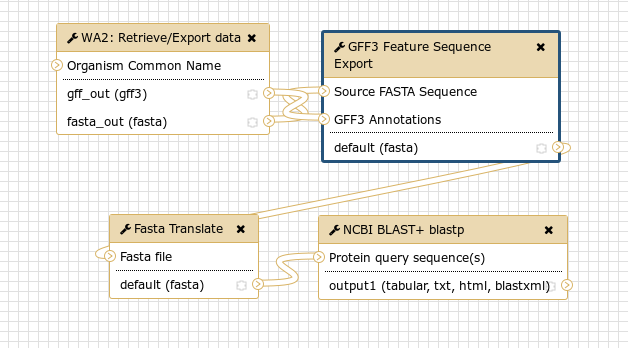 WA2: Retrieve/Export data
Organism Common Name
gff_out (gff3)
fasta_out (fasta)
GFF3 Feature Sequence
Export
Source FASTA Sequence
GFF3 Annotations
default (fasta)
Fasta Translate
Fasta file
default (fasta)
NCBI BLAST+ blastp
Protein query sequence(s)
output1 (tabular, txt, html, blastxml)